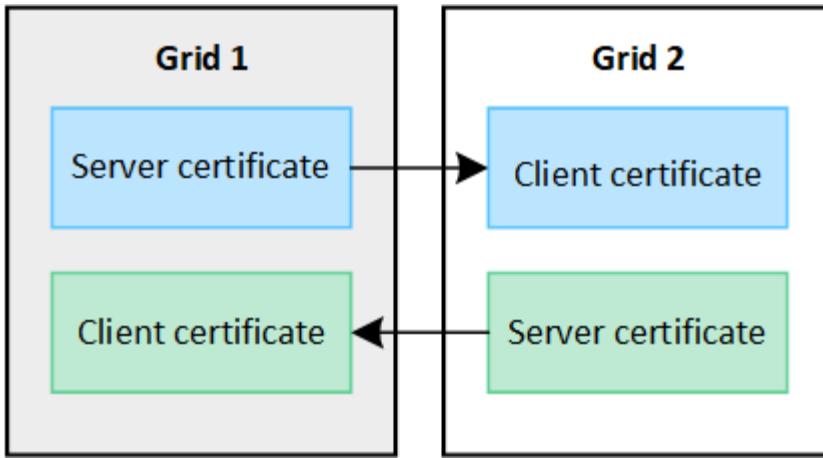 Grid 1
Server certificate
Client certificate
Grid 2
Client certificate
Server certificate